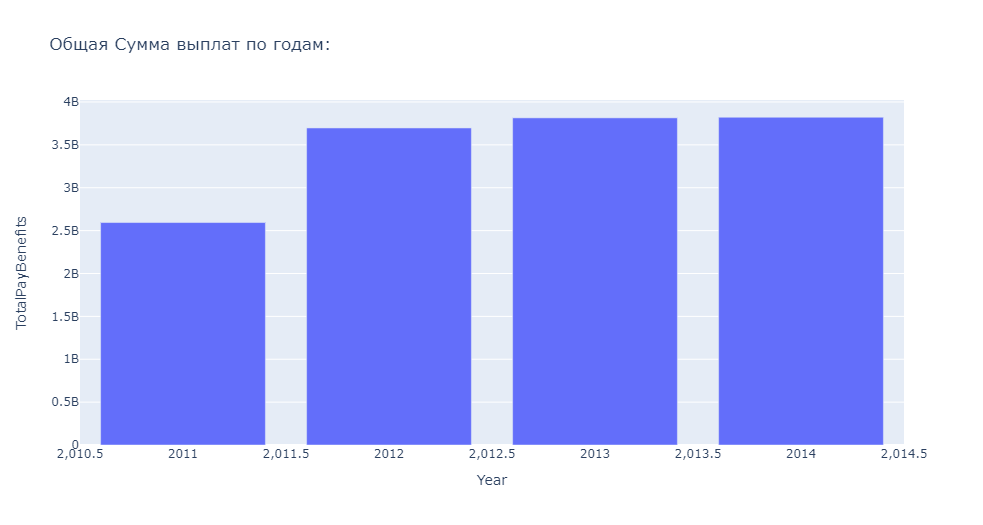 Общая Сумма выплат по годам:
4B
3.5B
3B
2.5B
2B
1.5B
1B
0.5B
0
TotalPayBenefits
2,010.5 2011 2,011.5 2012 2,012.5 2013 2,013.5 2014 2,014.5
Year